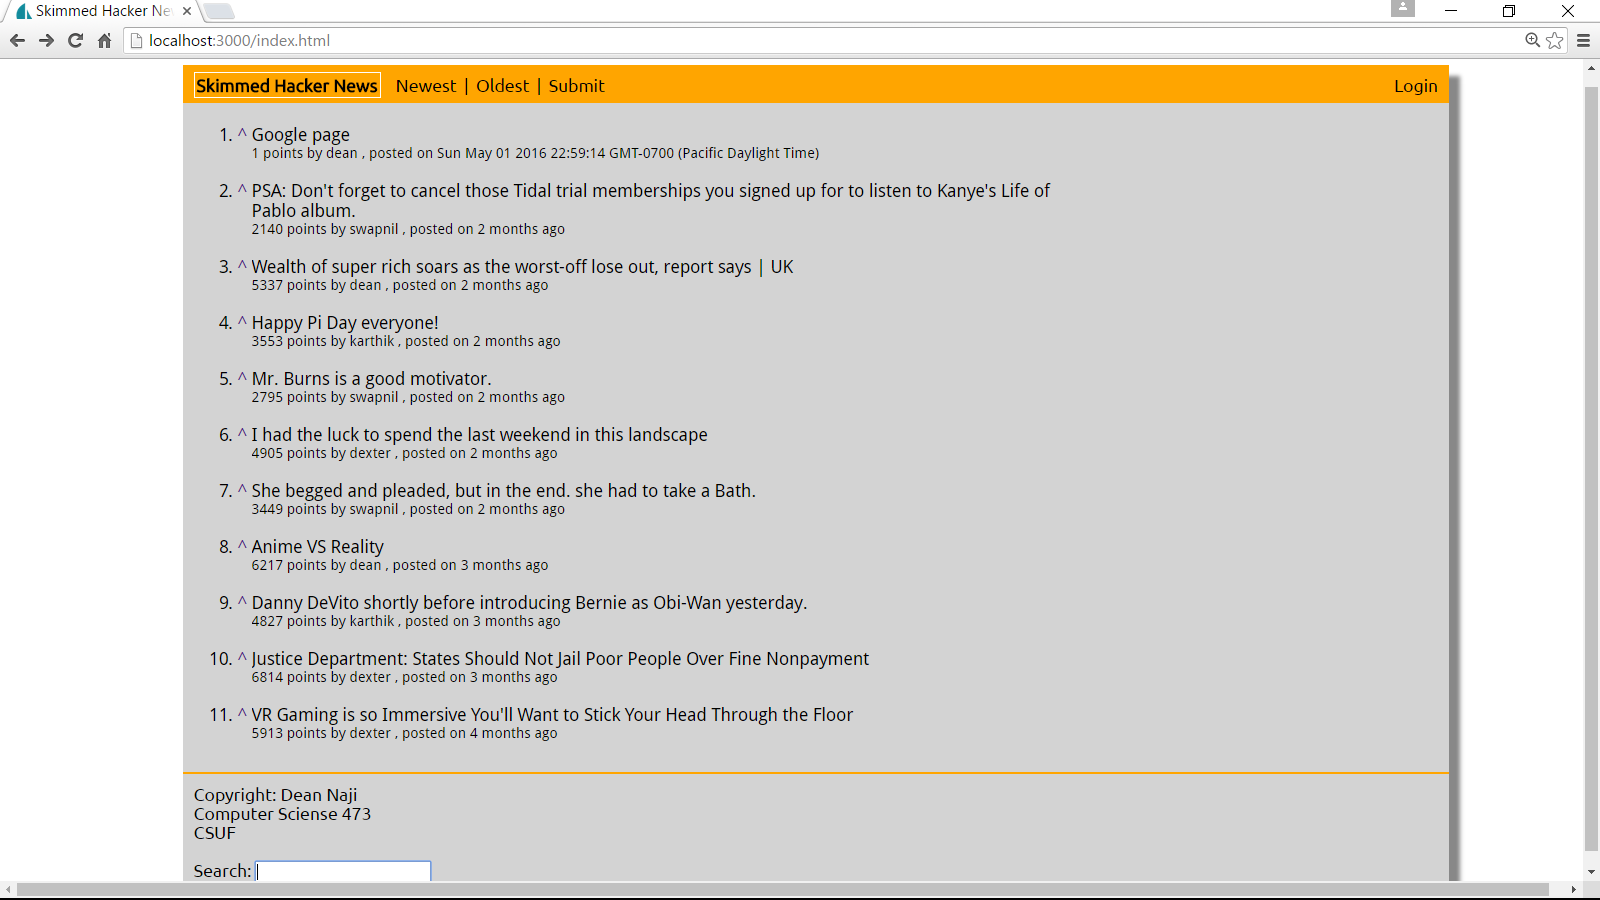 Skimmed Hacker Ne
localhost:3000/index.html
Skimmed Hacker News Newest | Oldest | Submit Login
1. ^ Google page
1 points by dean , posted on Sun May 01 2016 22:59:14 GMT-0700 (Pacific Daylight Time)
2. ^ PSA: Don't forget to cancel those Tidal trial memberships you signed up for to listen to Kanye's Life of
Pablo album.
2140 points by swapnil , posted on 2 months ago
3. ^ Wealth of super rich soars as the worst-off lose out, report says | UK
5337 points by dean , posted on 2 months ago
4. ^ Happy Pi Day everyone!
3553 points by karthik , posted on 2 months ago
5. ^ Mr. Burns is a good motivator.
2795 points by swapnil , posted on 2 months ago
6. ^ I had the luck to spend the last weekend in this landscape
4905 points by dexter , posted on 2 months ago
7. ^ She begged and pleaded, but in the end. she had to take a Bath.
3449 points by swapnil , posted on 2 months ago
8. ^ Anime VS Reality
6217 points by dean , posted on 3 months ago
9. ^ Danny DeVito shortly before introducing Bernie as Obi-Wan yesterday.
4827 points by karthik , posted on 3 months ago
10. ^ Justice Department: States Should Not Jail Poor People Over Fine Nonpayment
6814 points by dexter , posted on 3 months ago
11. ^ VR Gaming is so Immersive You'll Want to Stick Your Head Through the Floor
5913 points by dexter , posted on 4 months ago
Copyright: Dean Naji
Computer Sciense 473
CSUF
Search: